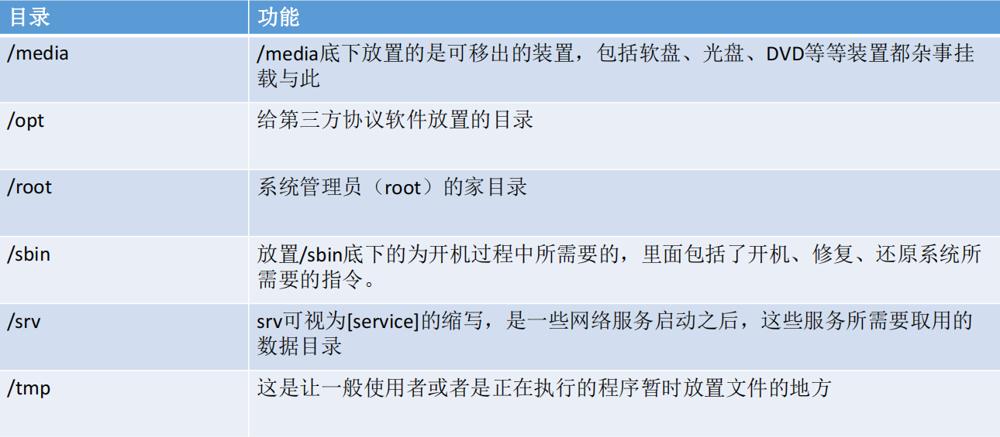 目录 功能
/media /media底下放置的是可移出的装置，包括软盘、光盘、DVD等等装置都杂事挂
载与此
/opt 给第三方协议软件放置的目录
/root 系统管理员（root）的家目录
/sbin 放置/sbin底下的为开机过程中所需要的，里面包括了开机、修复、还原系统所
需要的指令。
/srv srv可视为[service]的缩写，是一些网络服务启动之后，这些服务所需要取用的
数据目录
/tmp 这是让一般使用者或者是正在执行的程序暂时放置文件的地方